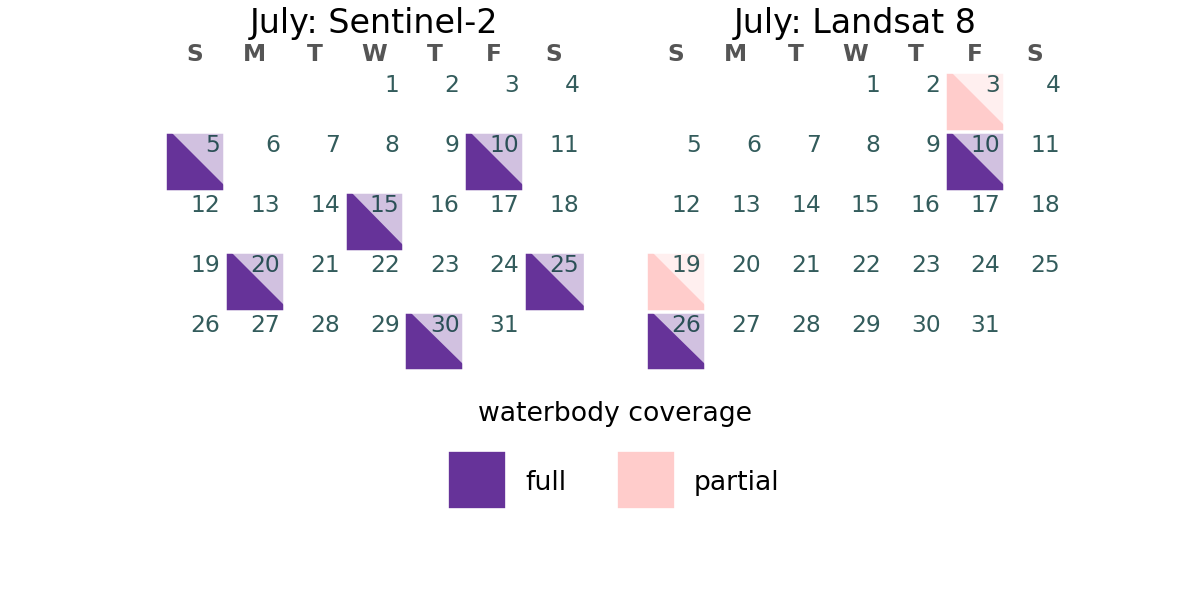 July: Sentinel-2
S M T W T F S
1 2 3 4
5 6 7 8 9 10 11
12 13 14 15 16 17 18
19 20 21 22 23 24 25
26 27 28 29 30 31
July: Landsat 8
S M T W T F S
1 2 3 4
5 6 7 8 9 10 11
12 13 14 15 16 17 18
19 20 21 22 23 24 25
26 27 28 29 30 31
waterbody coverage
full partial